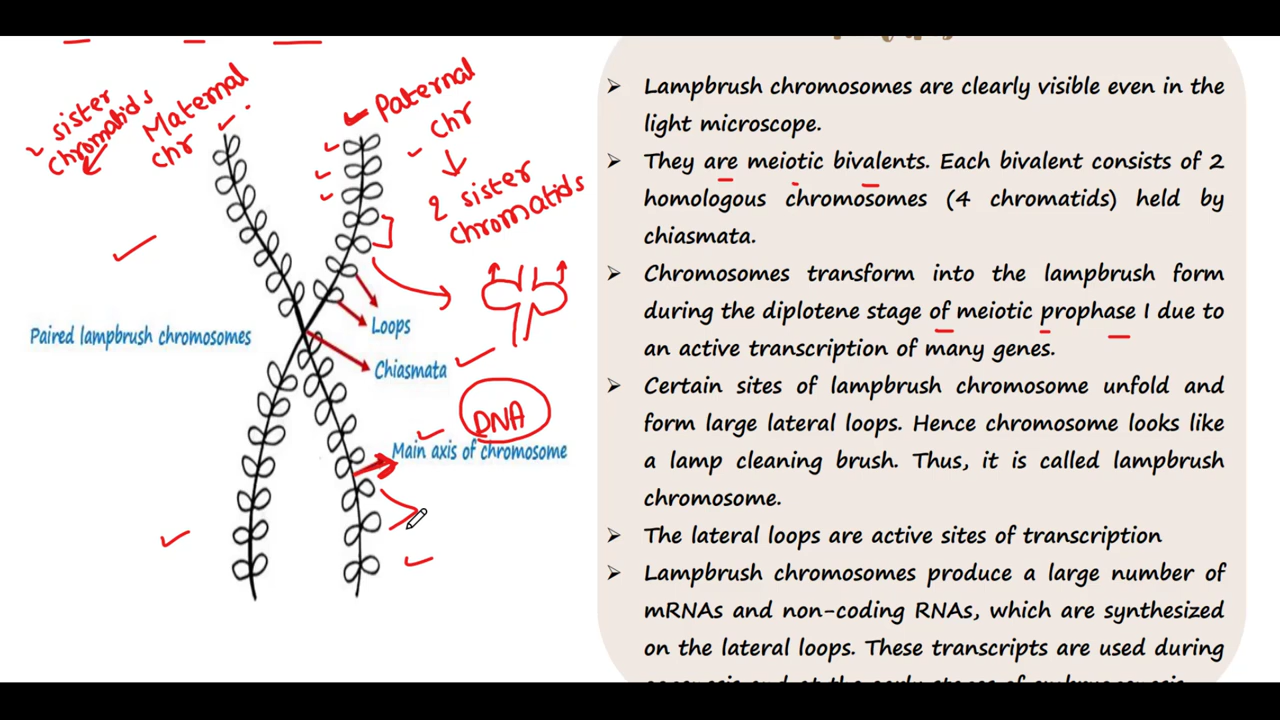 2 sister
chromatids
Maternal
chr
Paternal
chr
2 sister
chromatids
Paired lampbrush chromosomes
Loops
Chiasmata
DNA
Main axis of chromosome
➢ Lampbrush chromosomes are clearly visible even in the
light microscope.
➢ They are meiotic bivalents. Each bivalent consists of 2
homologous chromosomes (4 chromatids) held by
chiasmata.
➢ Chromosomes transform into the lampbrush form
during the diplotene stage of meiotic prophase I due to
an active transcription of many genes.
➢ Certain sites of lampbrush chromosome unfold and
form large lateral loops. Hence chromosome looks like
a lamp cleaning brush. Thus, it is called lampbrush
chromosome.
➢ The lateral loops are active sites of transcription
➢ Lampbrush chromosomes produce a large number of
mRNAs and non-coding RNAs, which are synthesized
on the lateral loops. These transcripts are used during